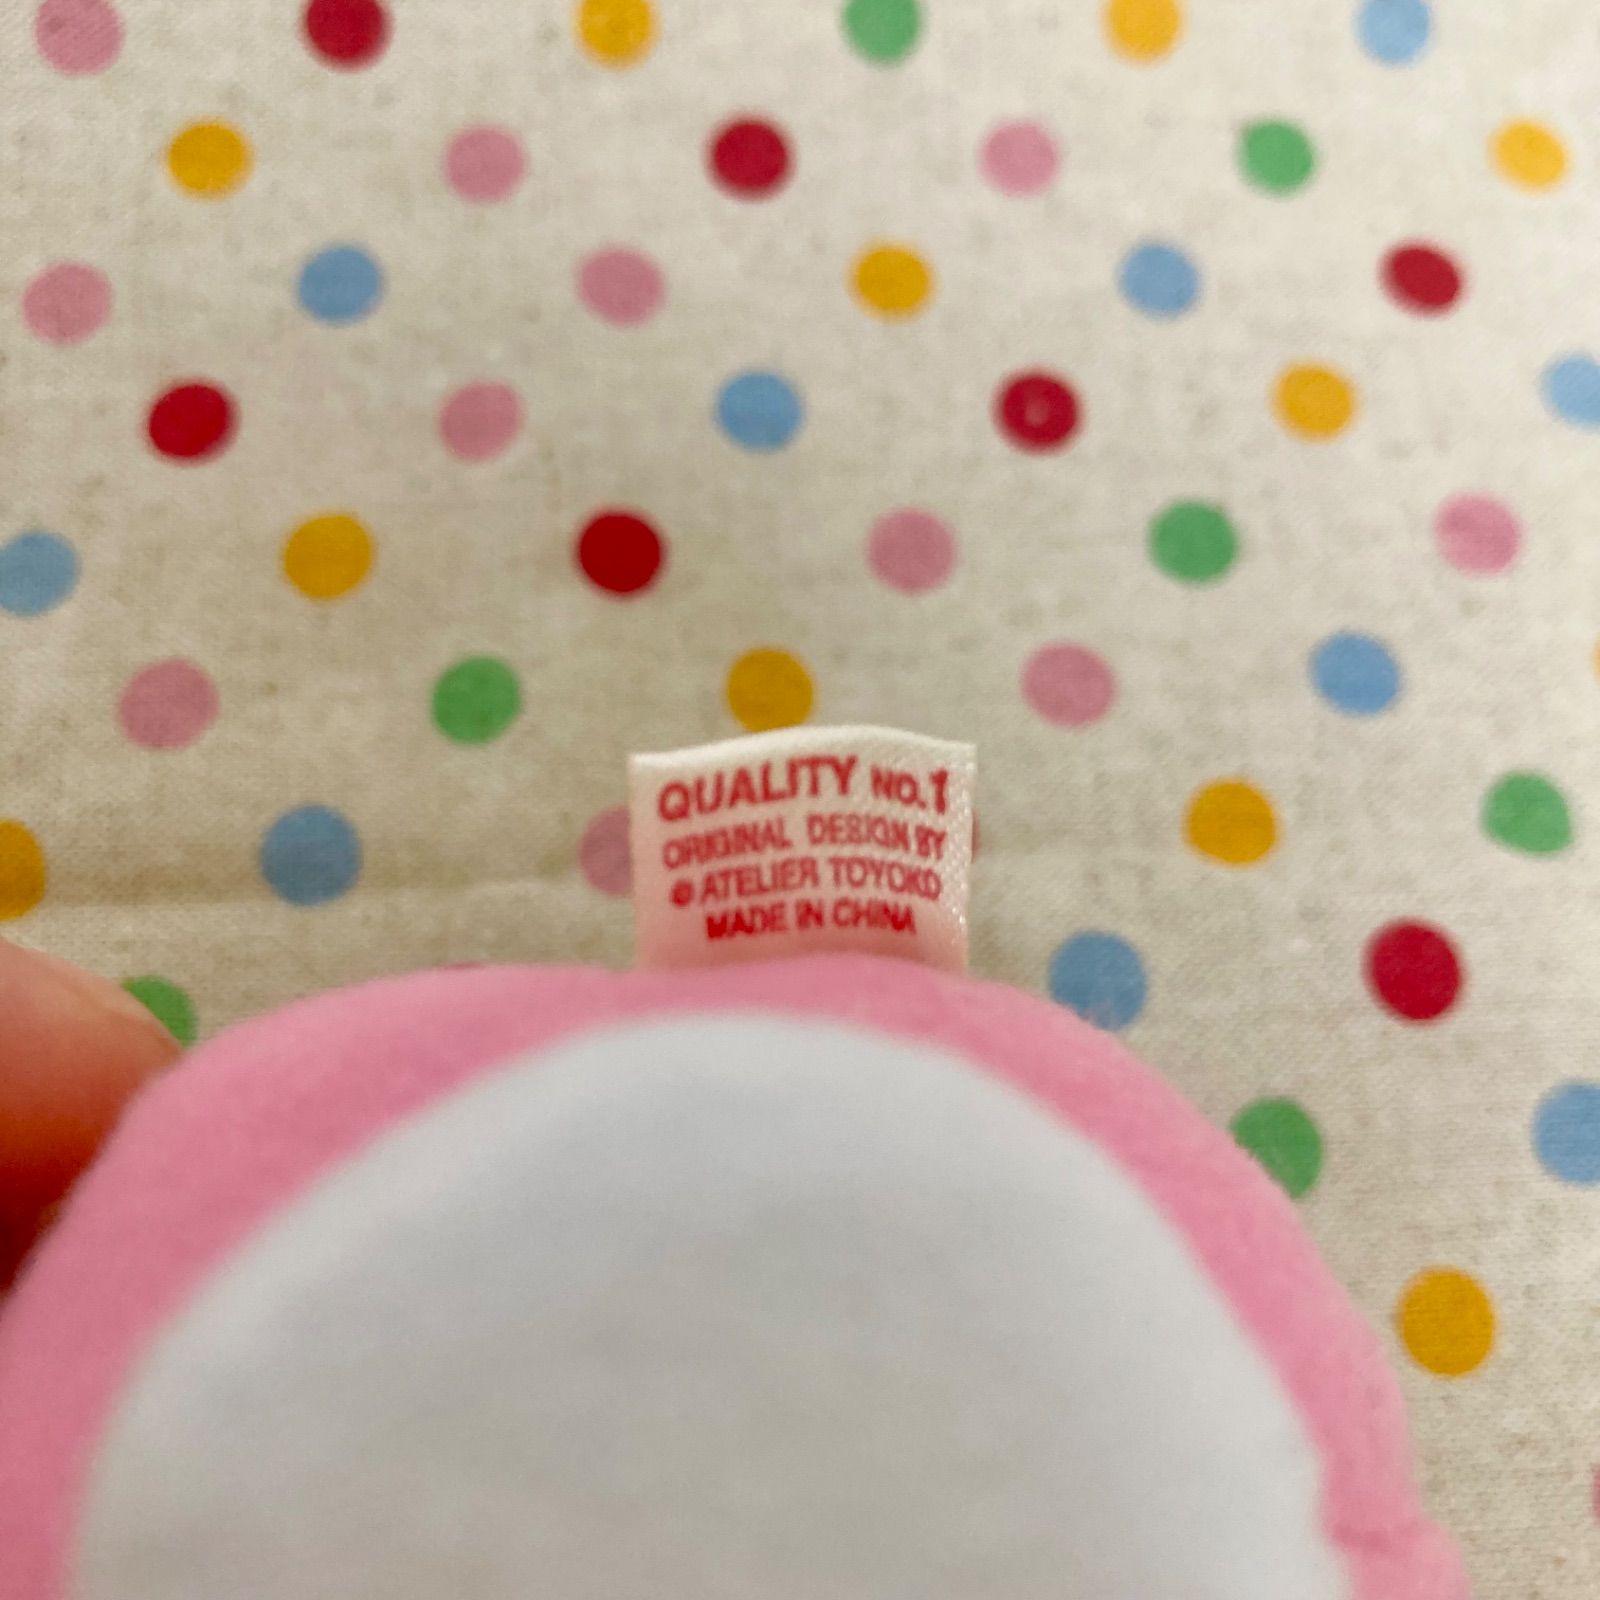 QUALITY NO.1
ORIGINAL DESIGN BY
© ATELIER TOYOKO
MADE IN CHINA